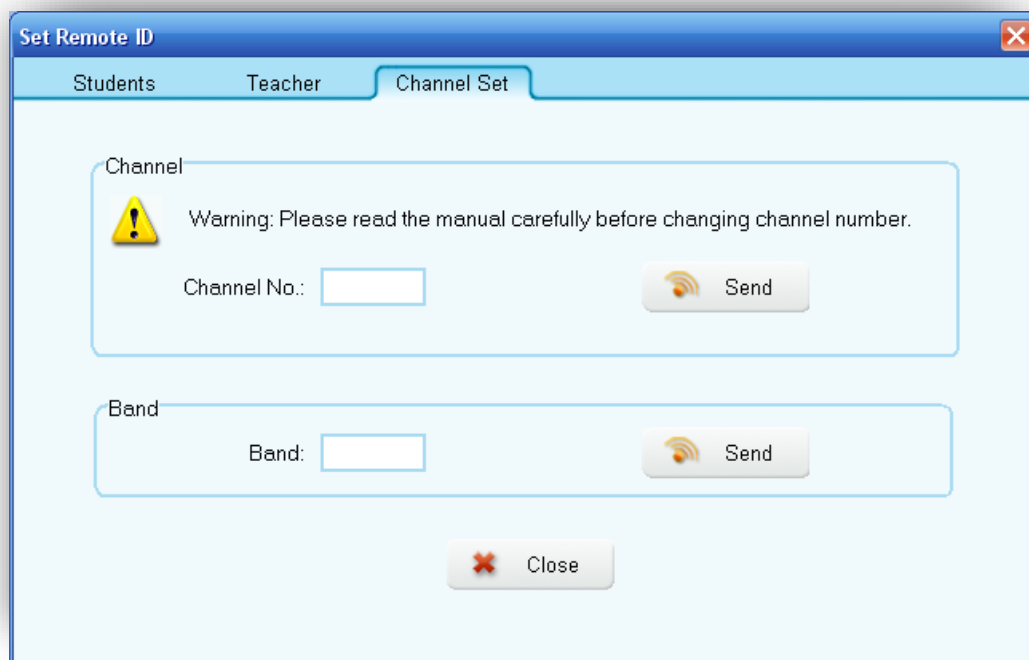 Set Remote ID
Students Teacher Channel Set
Channel
Warning: Please read the manual carefully before changing channel number.
Channel No.: Send
Band
Band: Send
Close